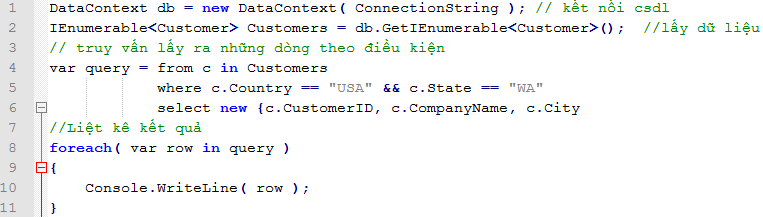 1 DataContext db = new DataContext( ConnectionString ); // kết nối csdl
2 IEnumerable<Customer> Customers = db.GetIEnumerable<Customer>(); //lấy dữ liệu
3 // truy vấn lấy ra những dòng theo điều kiện
4 var query = from c in Customers
5 where c.Country == "USA" && c.State == "WA"
6 select new {c.CustomerID, c.CompanyName, c.City
7 //Liệt kê kết quả
8 foreach( var row in query )
9 {
10 Console.WriteLine( row );
11 }